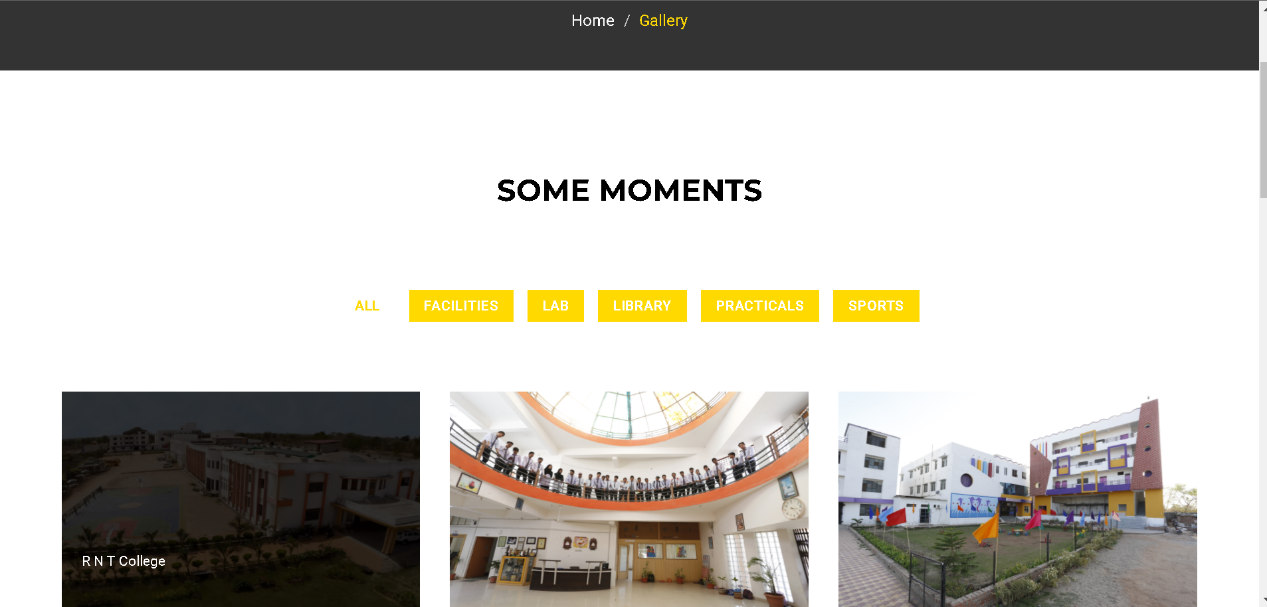 Home / Gallery
SOME MOMENTS
ALL FACILITIES LAB LIBRARY PRACTICALS SPORTS
R N T College